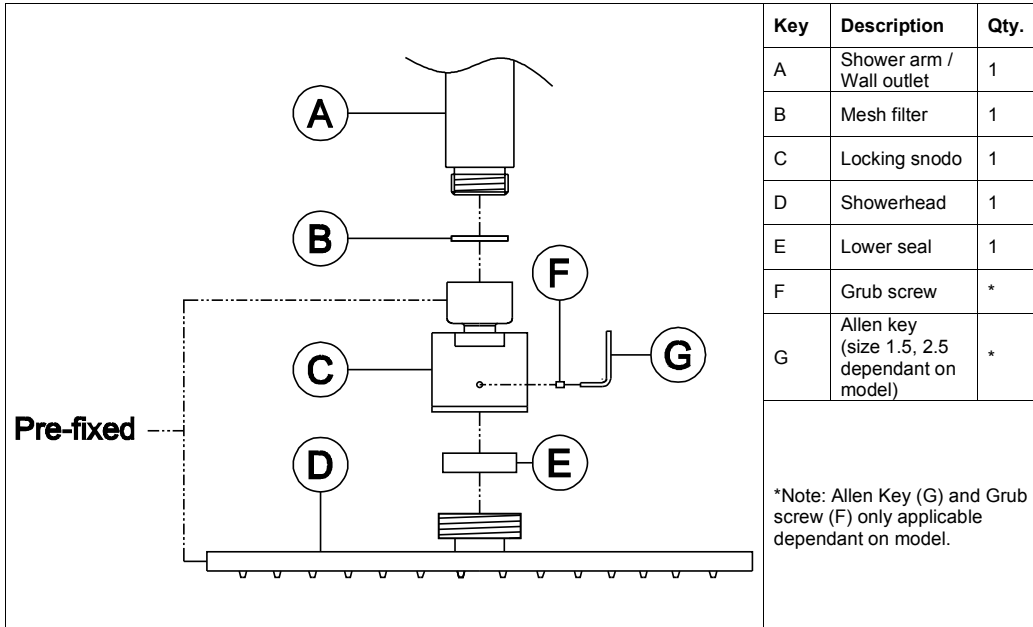 A
B
F
G
C
Pre-fixed
D
E
Key Description Qty.
A Shower arm / Wall outlet 1
B Mesh filter 1
C Locking snodo 1
D Showerhead 1
E Lower seal 1
F Grub screw *
G Allen key
(size 1.5, 2.5
dependant on
model) *
*Note: Allen Key (G) and Grub
screw (F) only applicable
dependant on model.